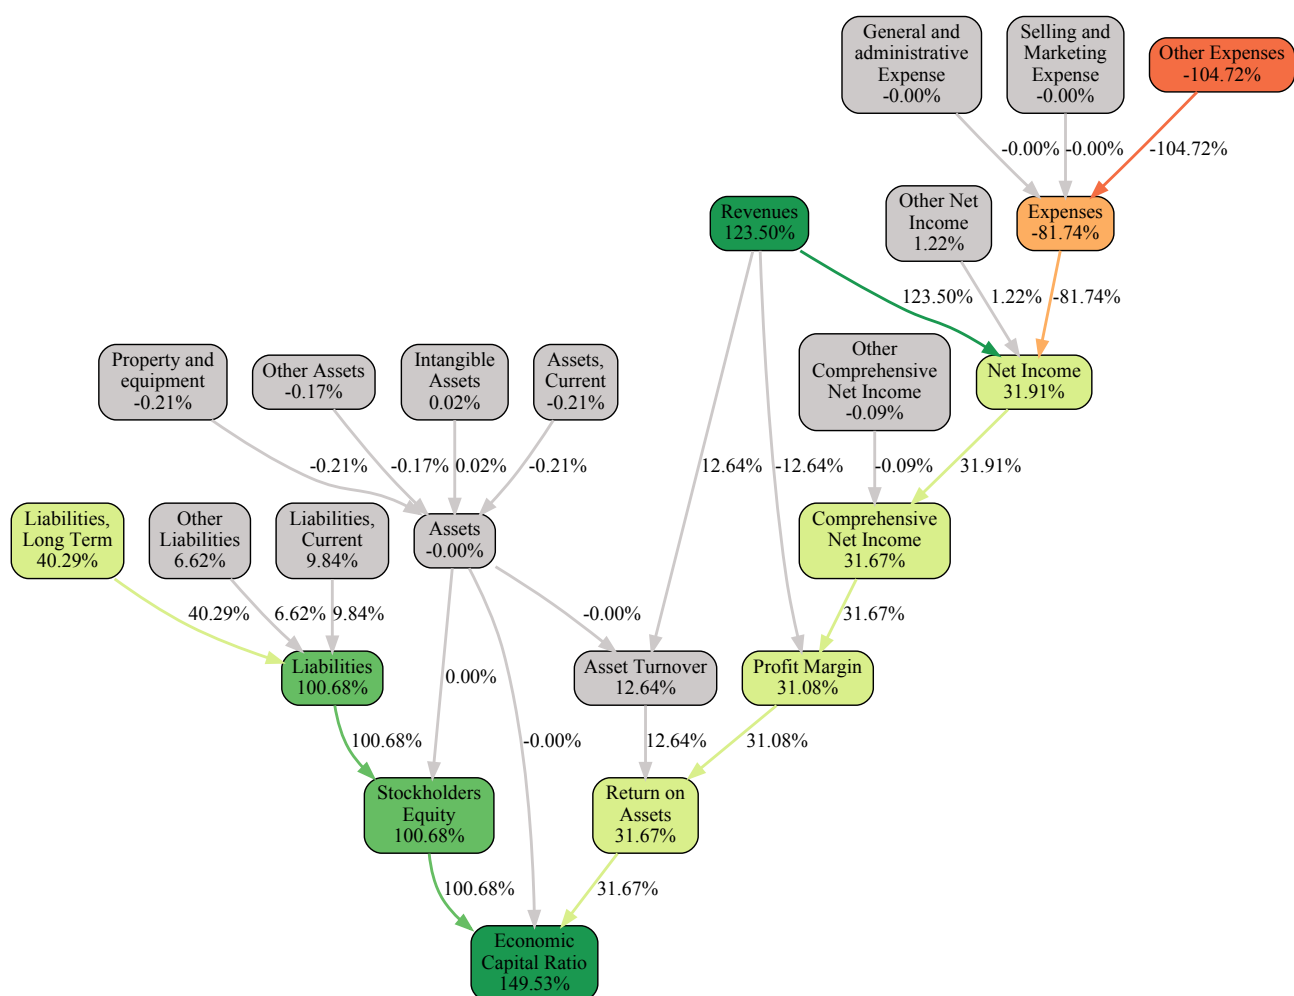 General and
administrative
Expense
-0.00%
Selling and
Marketing
Expense
-0.00%
Other Expenses
-104.72%
-0.00%
-0.00%
-104.72%
Revenues
123.50%
Other Net
Income
1.22%
Expenses
-81.74%
123.50%
1.22%
-81.74%
Property and
equipment
-0.21%
Other Assets
-0.17%
Intangible
Assets
0.02%
Assets,
Current
-0.21%
Other
Comprehensive
Net Income
-0.09%
Net Income
31.91%
-0.21%
-0.17%
0.02%
-0.21%
12.64%
-12.64%
-0.09%
31.91%
Liabilities,
Long Term
40.29%
Other
Liabilities
6.62%
Liabilities,
Current
9.84%
Assets
-0.00%
Comprehensive
Net Income
31.67%
40.29%
6.62%
9.84%
-0.00%
31.67%
Liabilities
100.68%
0.00%
Asset Turnover
12.64%
Profit Margin
31.08%
100.68%
-0.00%
12.64%
31.08%
Stockholders
Equity
100.68%
Return on
Assets
31.67%
100.68%
31.67%
Economic
Capital Ratio
149.53%